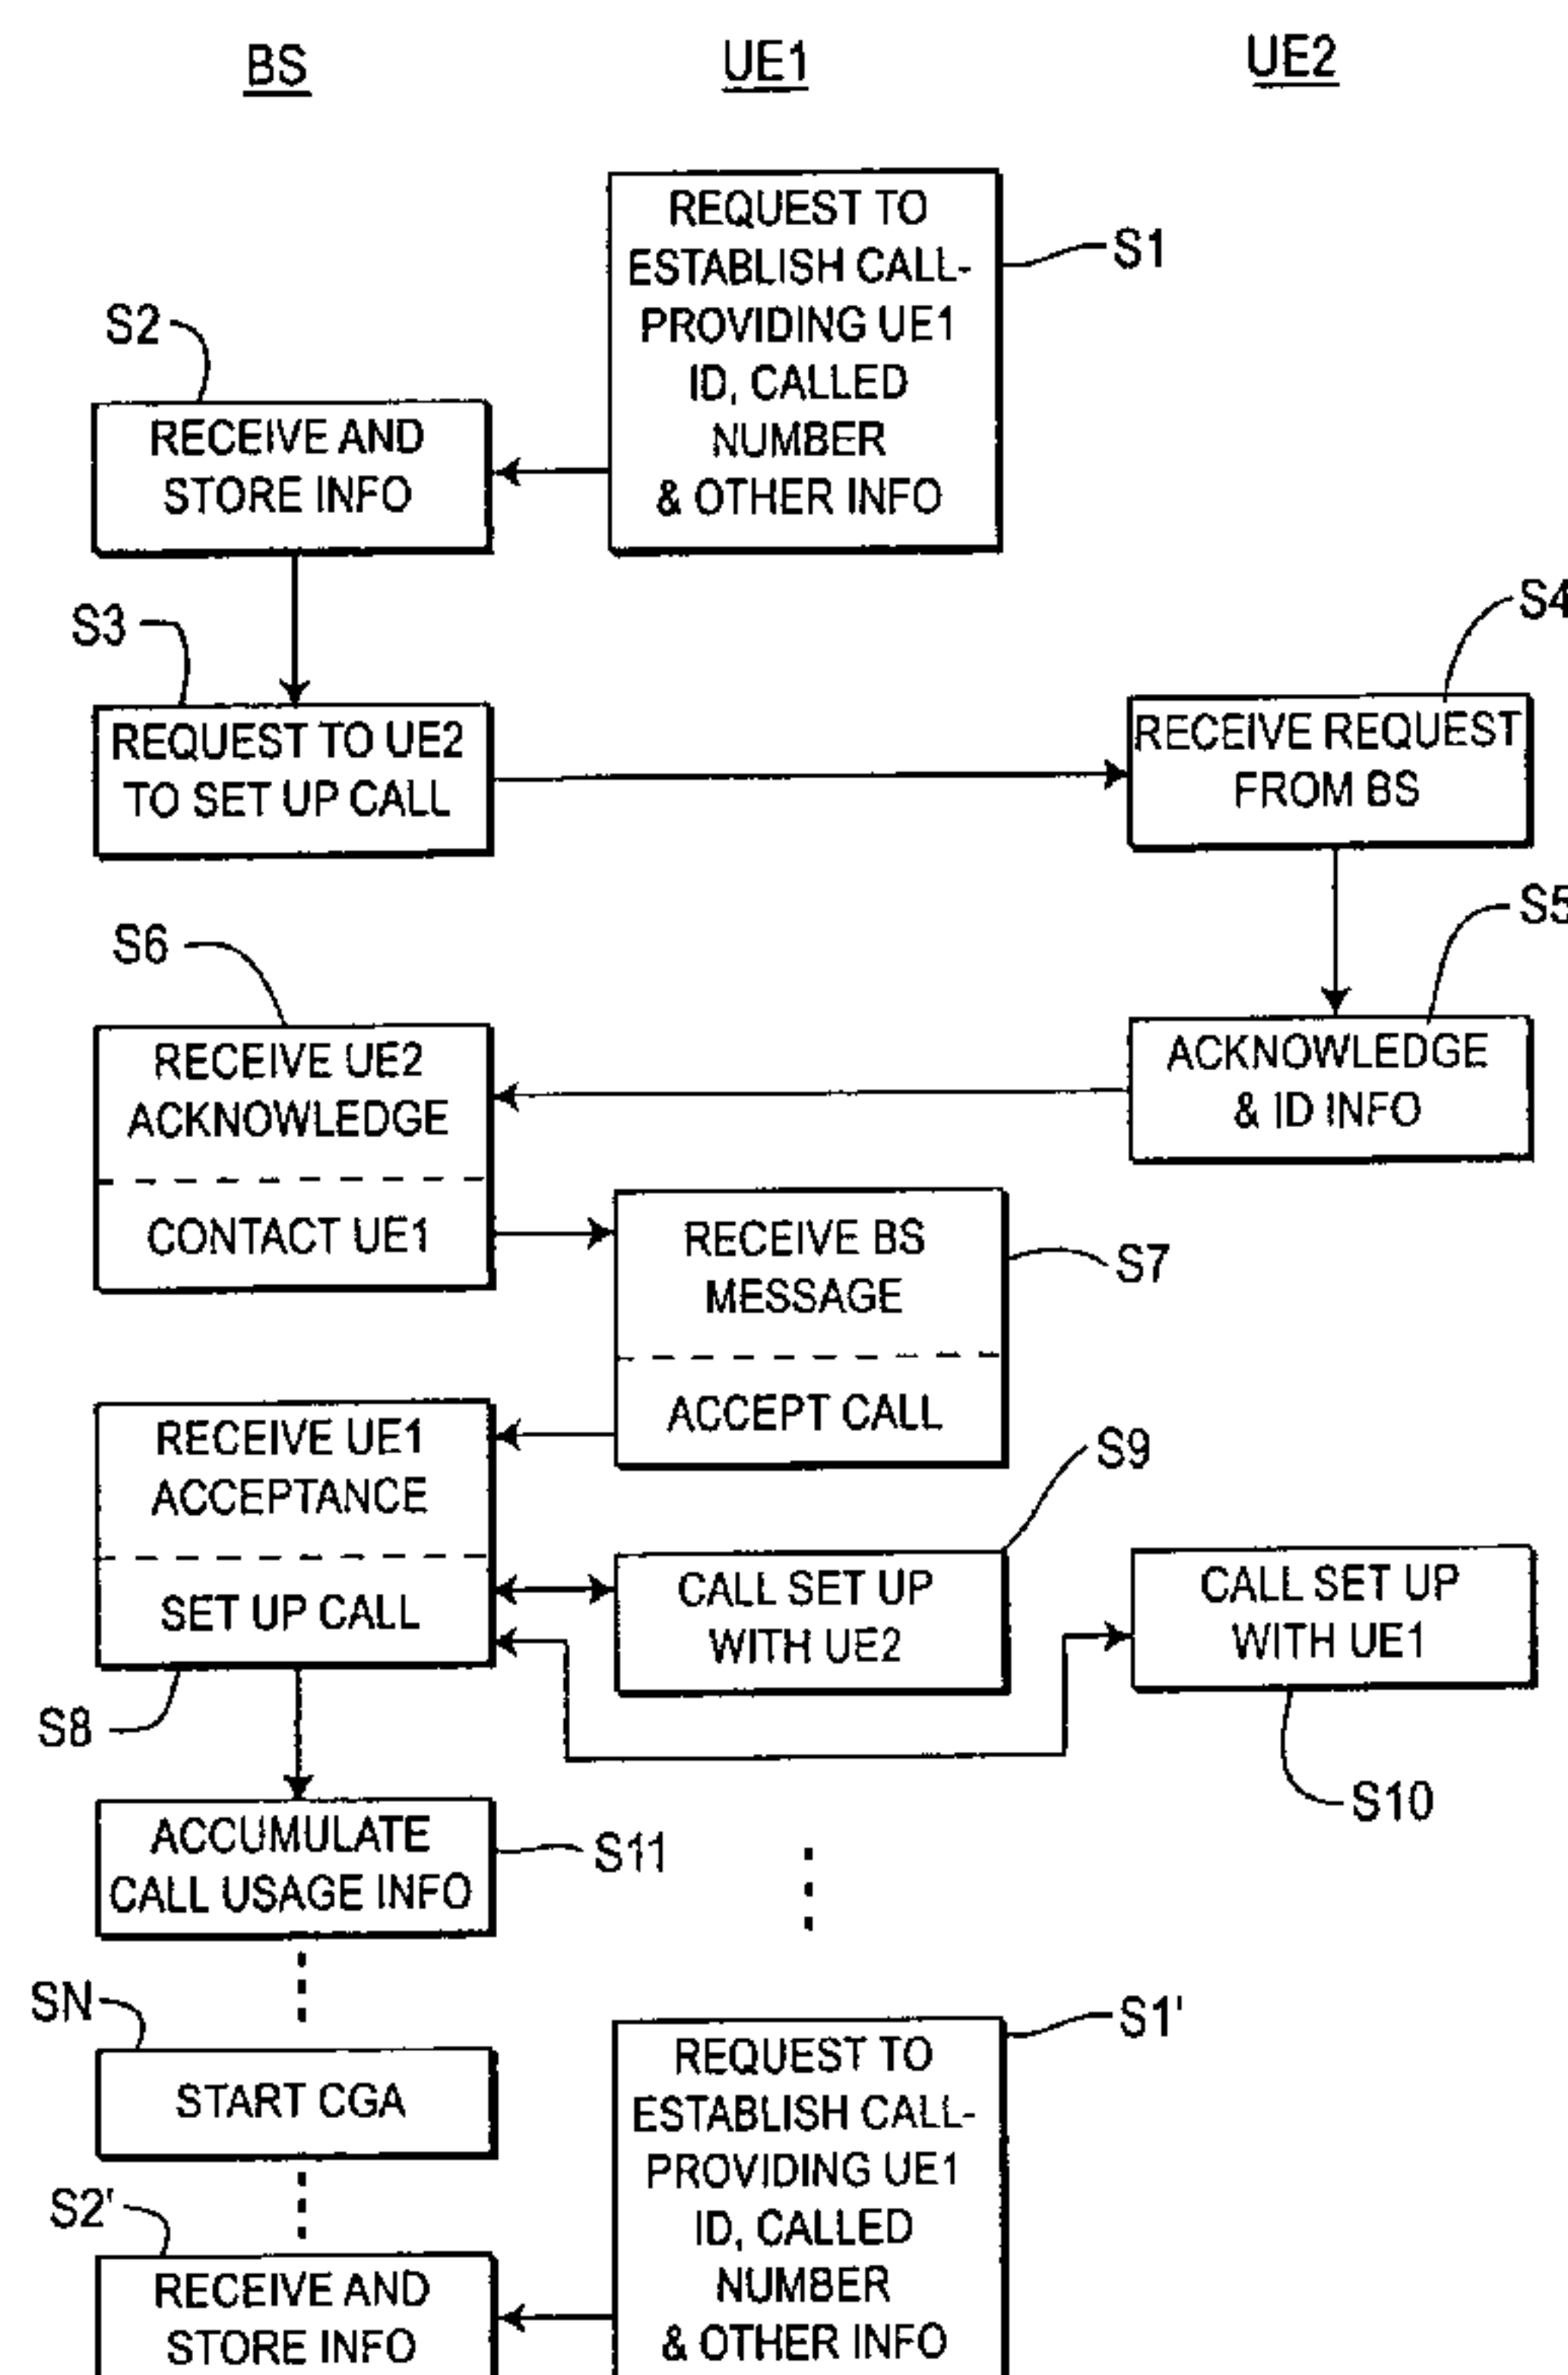 BS
UE1
UE2
REQUEST TO
ESTABLISH CALL-
PROVIDING UE1
ID, CALLED
NUMBER
& OTHER INFO
S1
S2
RECEIVE AND
STORE INFO
S3
REQUEST TO UE2
TO SET UP CALL
S4
RECEIVE REQUEST
FROM BS
S5
ACKNOWLEDGE
& ID INFO
S6
RECEIVE UE2
ACKNOWLEDGE
CONTACT UE1
RECEIVE BS
MESSAGE
ACCEPT CALL
S7
RECEIVE UE1
ACCEPTANCE
SET UP CALL
S8
S9
CALL SET UP
WITH UE2
CALL SET UP
WITH UE1
S10
ACCUMULATE
CALL USAGE INFO
S11
SN
START CGA
S1'
REQUEST TO
ESTABLISH CALL-
PROVIDING UE1
ID, CALLED
NUMBER
& OTHER INFO
S2'
RECEIVE AND
STORE INFO